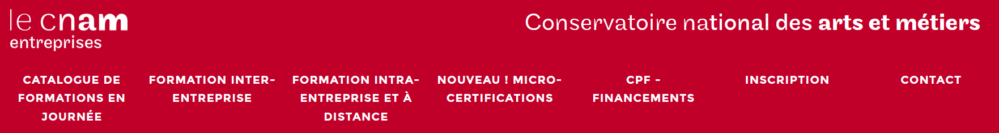 le cnam
entreprises
Conservatoire national des arts et métiers
CATALOGUE DE
FORMATIONS EN
JOURNÉE
FORMATION INTER-
ENTREPRISE
FORMATION INTRA-
ENTREPRISE ET À
DISTANCE
NOUVEAU ! MICRO-
CERTIFICATIONS
CPF -
FINANCEMENTS
INSCRIPTION
CONTACT